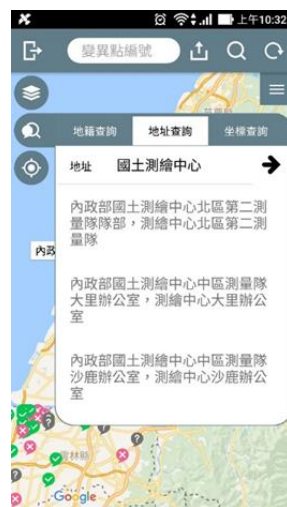 上午10:32
變異點編號
地籍查詢 地址查詢 坐標查詢
地址 國土測繪中心
內政部國土測繪中心北區第二測
量隊隊部，測繪中心北區第二測
量隊
內政
內政部國土測繪中心中區測量隊
大里辦公室，測繪中心大里辦公
室
內政部國土測繪中心中區測量隊
沙鹿辦公室，測繪中心沙鹿辦公
室
雲林縣
Google